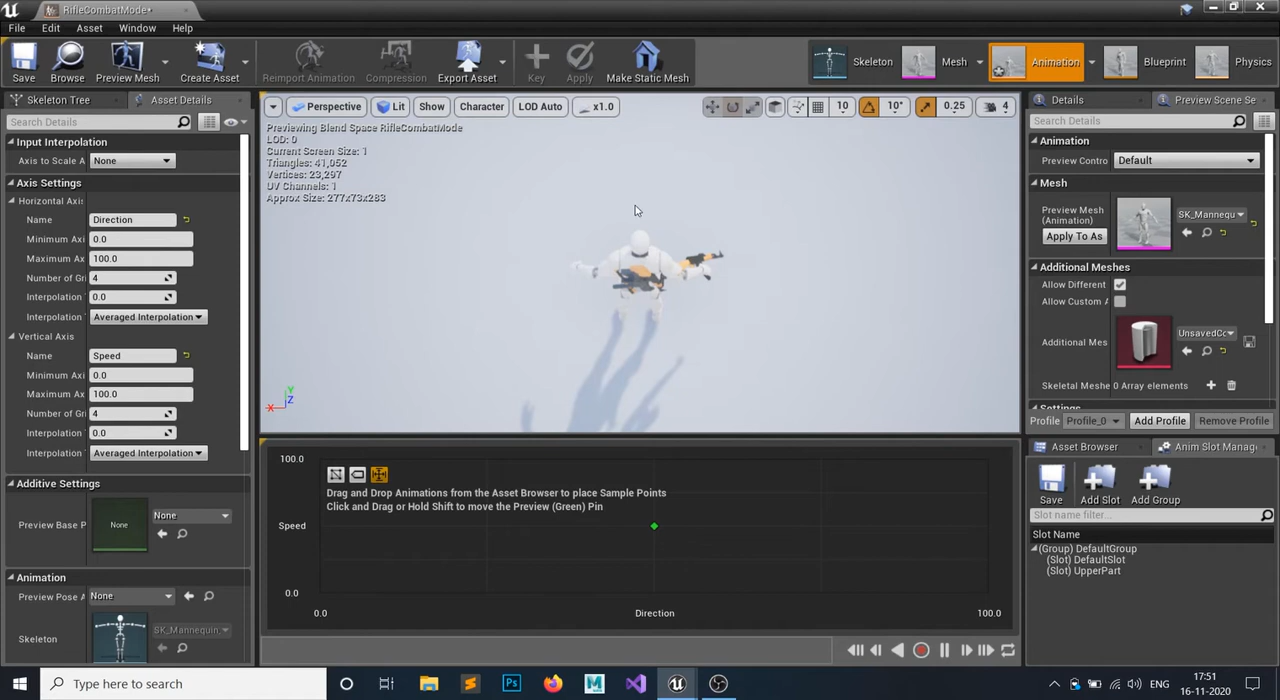 RifleCombatMode*
File Edit Asset Window Help
Save Browse Preview Mesh Create Asset Reimport Animation Compression Export Asset Key Apply Make Static Mesh Skeleton Mesh Animation Blueprint Physics
Skeleton Tree Asset Details
Search Details
Input Interpolation
Axis to Scale A None
Axis Settings
Horizontal Axis
Name Direction
Minimum Axi 0.0
Maximum Ax 100.0
Number of Gr 4
Interpolation 0.0
Interpolation Averaged Interpolation
Vertical Axis
Name Speed
Minimum Axi 0.0
Maximum Ax 100.0
Number of Gr 4
Interpolation 0.0
Interpolation Averaged Interpolation
Additive Settings
Preview Base P None None
Animation
Preview Pose A None
Skeleton SK_Mannequin_
Perspective Lit Show Character LOD Auto x1.0 10 10° 0.25 4
Previewing Blend Space RifleCombatMode
LOD: 0
Current Screen Size: 1
Triangles: 41,052
Vertices: 23,297
UV Channels: 1
Approx Size: 277x73x283
Y
Z
X
100.0
Drag and Drop Animations from the Asset Browser to place Sample Points
Click and Drag or Hold Shift to move the Preview (Green) Pin
Speed
0.0
0.0 Direction 100.0
Details Preview Scene Se
Search Details
Animation
Preview Contro Default
Mesh
Preview Mesh
(Animation)
SK_Mannequ
Apply To As
Additional Meshes
Allow Different
Allow Custom A
Additional Mes UnsavedCo
Skeletal Meshe 0 Array elements
Settings
Profile Profile_0 Add Profile Remove Profile
Asset Browser Anim Slot Manag
Save Add Slot Add Group
Slot name filter...
Slot Name
(Group) DefaultGroup
(Slot) DefaultSlot
(Slot) UpperPart
Type here to search
ENG
17:51
16-11-2020